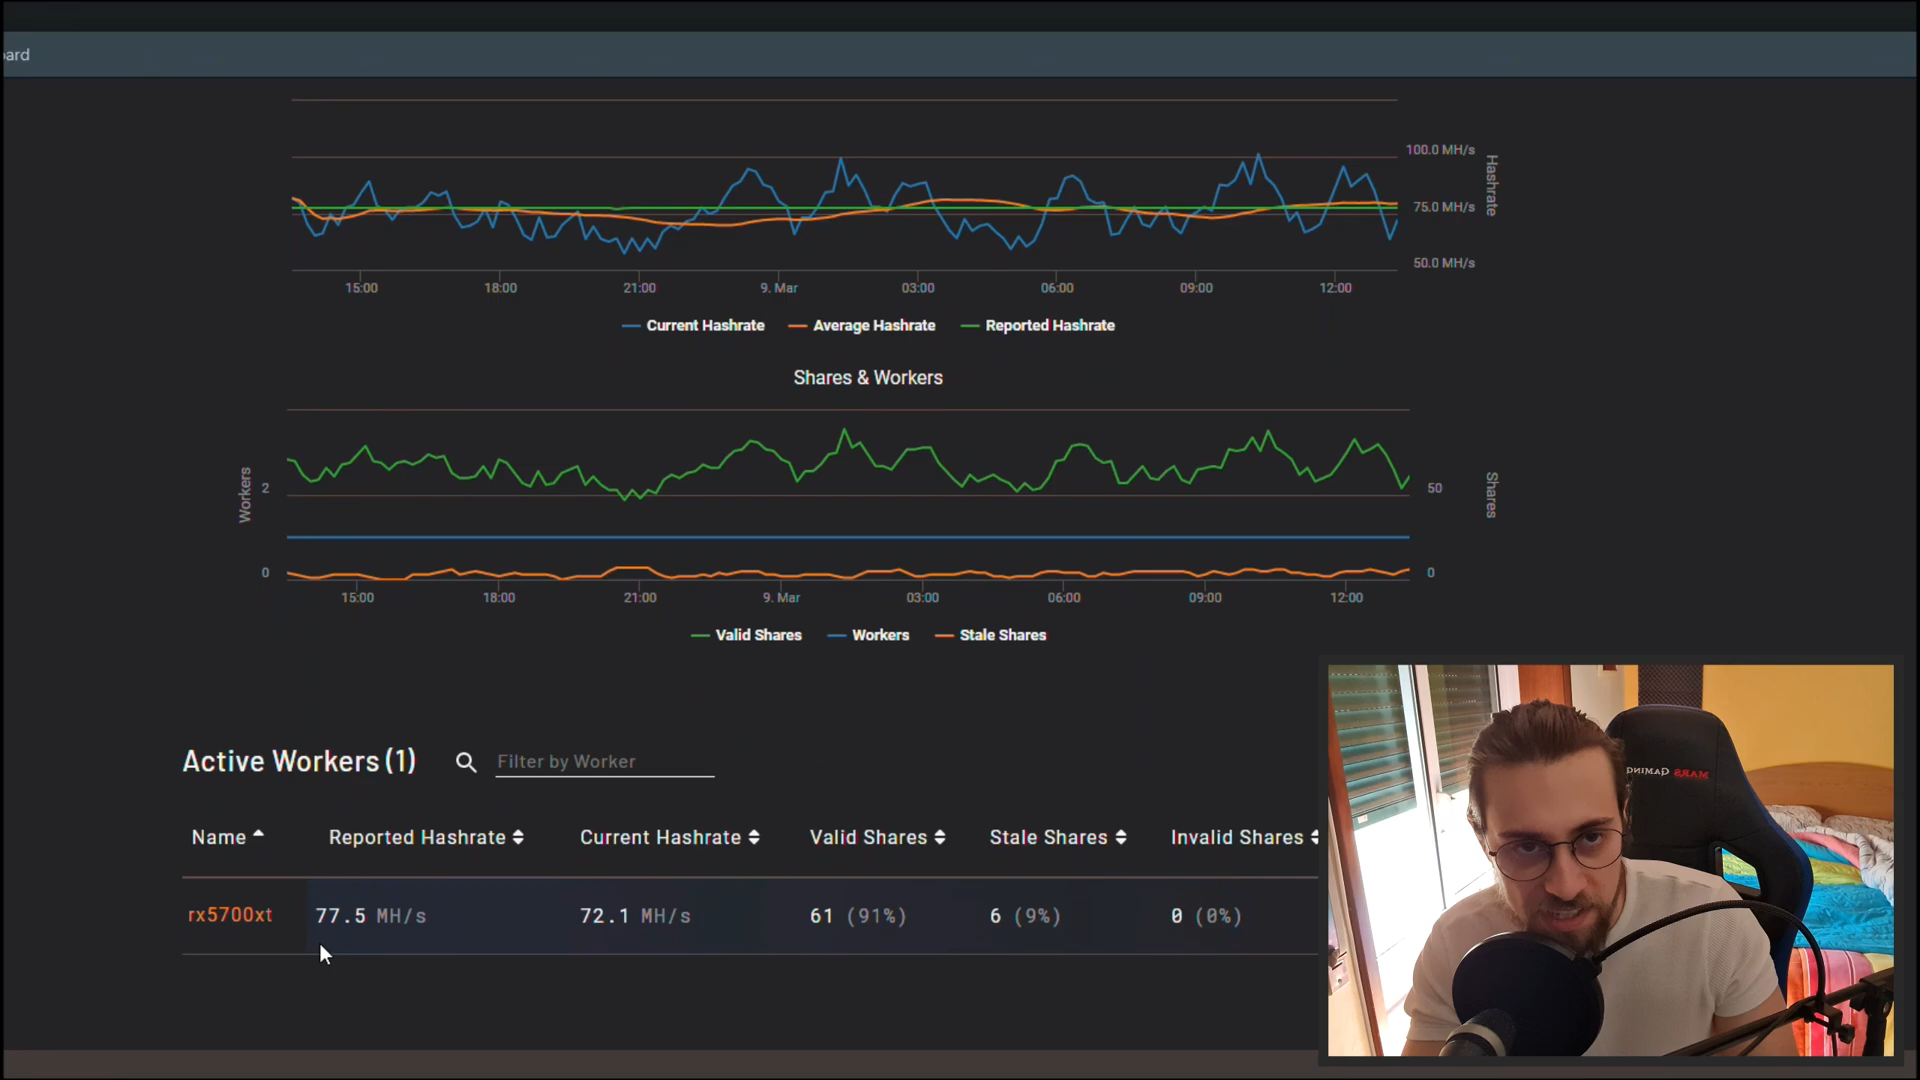 oard
100.0 MH/s
75.0 MH/s
50.0 MH/s
Hashrate
15:00 18:00 21:00 9. Mar 03:00 06:00 09:00 12:00
Current Hashrate Average Hashrate Reported Hashrate
Shares & Workers
Workers
2
0
50
0
Shares
15:00 18:00 21:00 9. Mar 03:00 06:00 09:00 12:00
Valid Shares Workers Stale Shares
Active Workers (1) Filter by Worker
Name Reported Hashrate Current Hashrate Valid Shares Stale Shares Invalid Shares
rx5700xt 77.5 MH/s 72.1 MH/s 61 (91%) 6 (9%) 0 (0%)
MARS GAMING